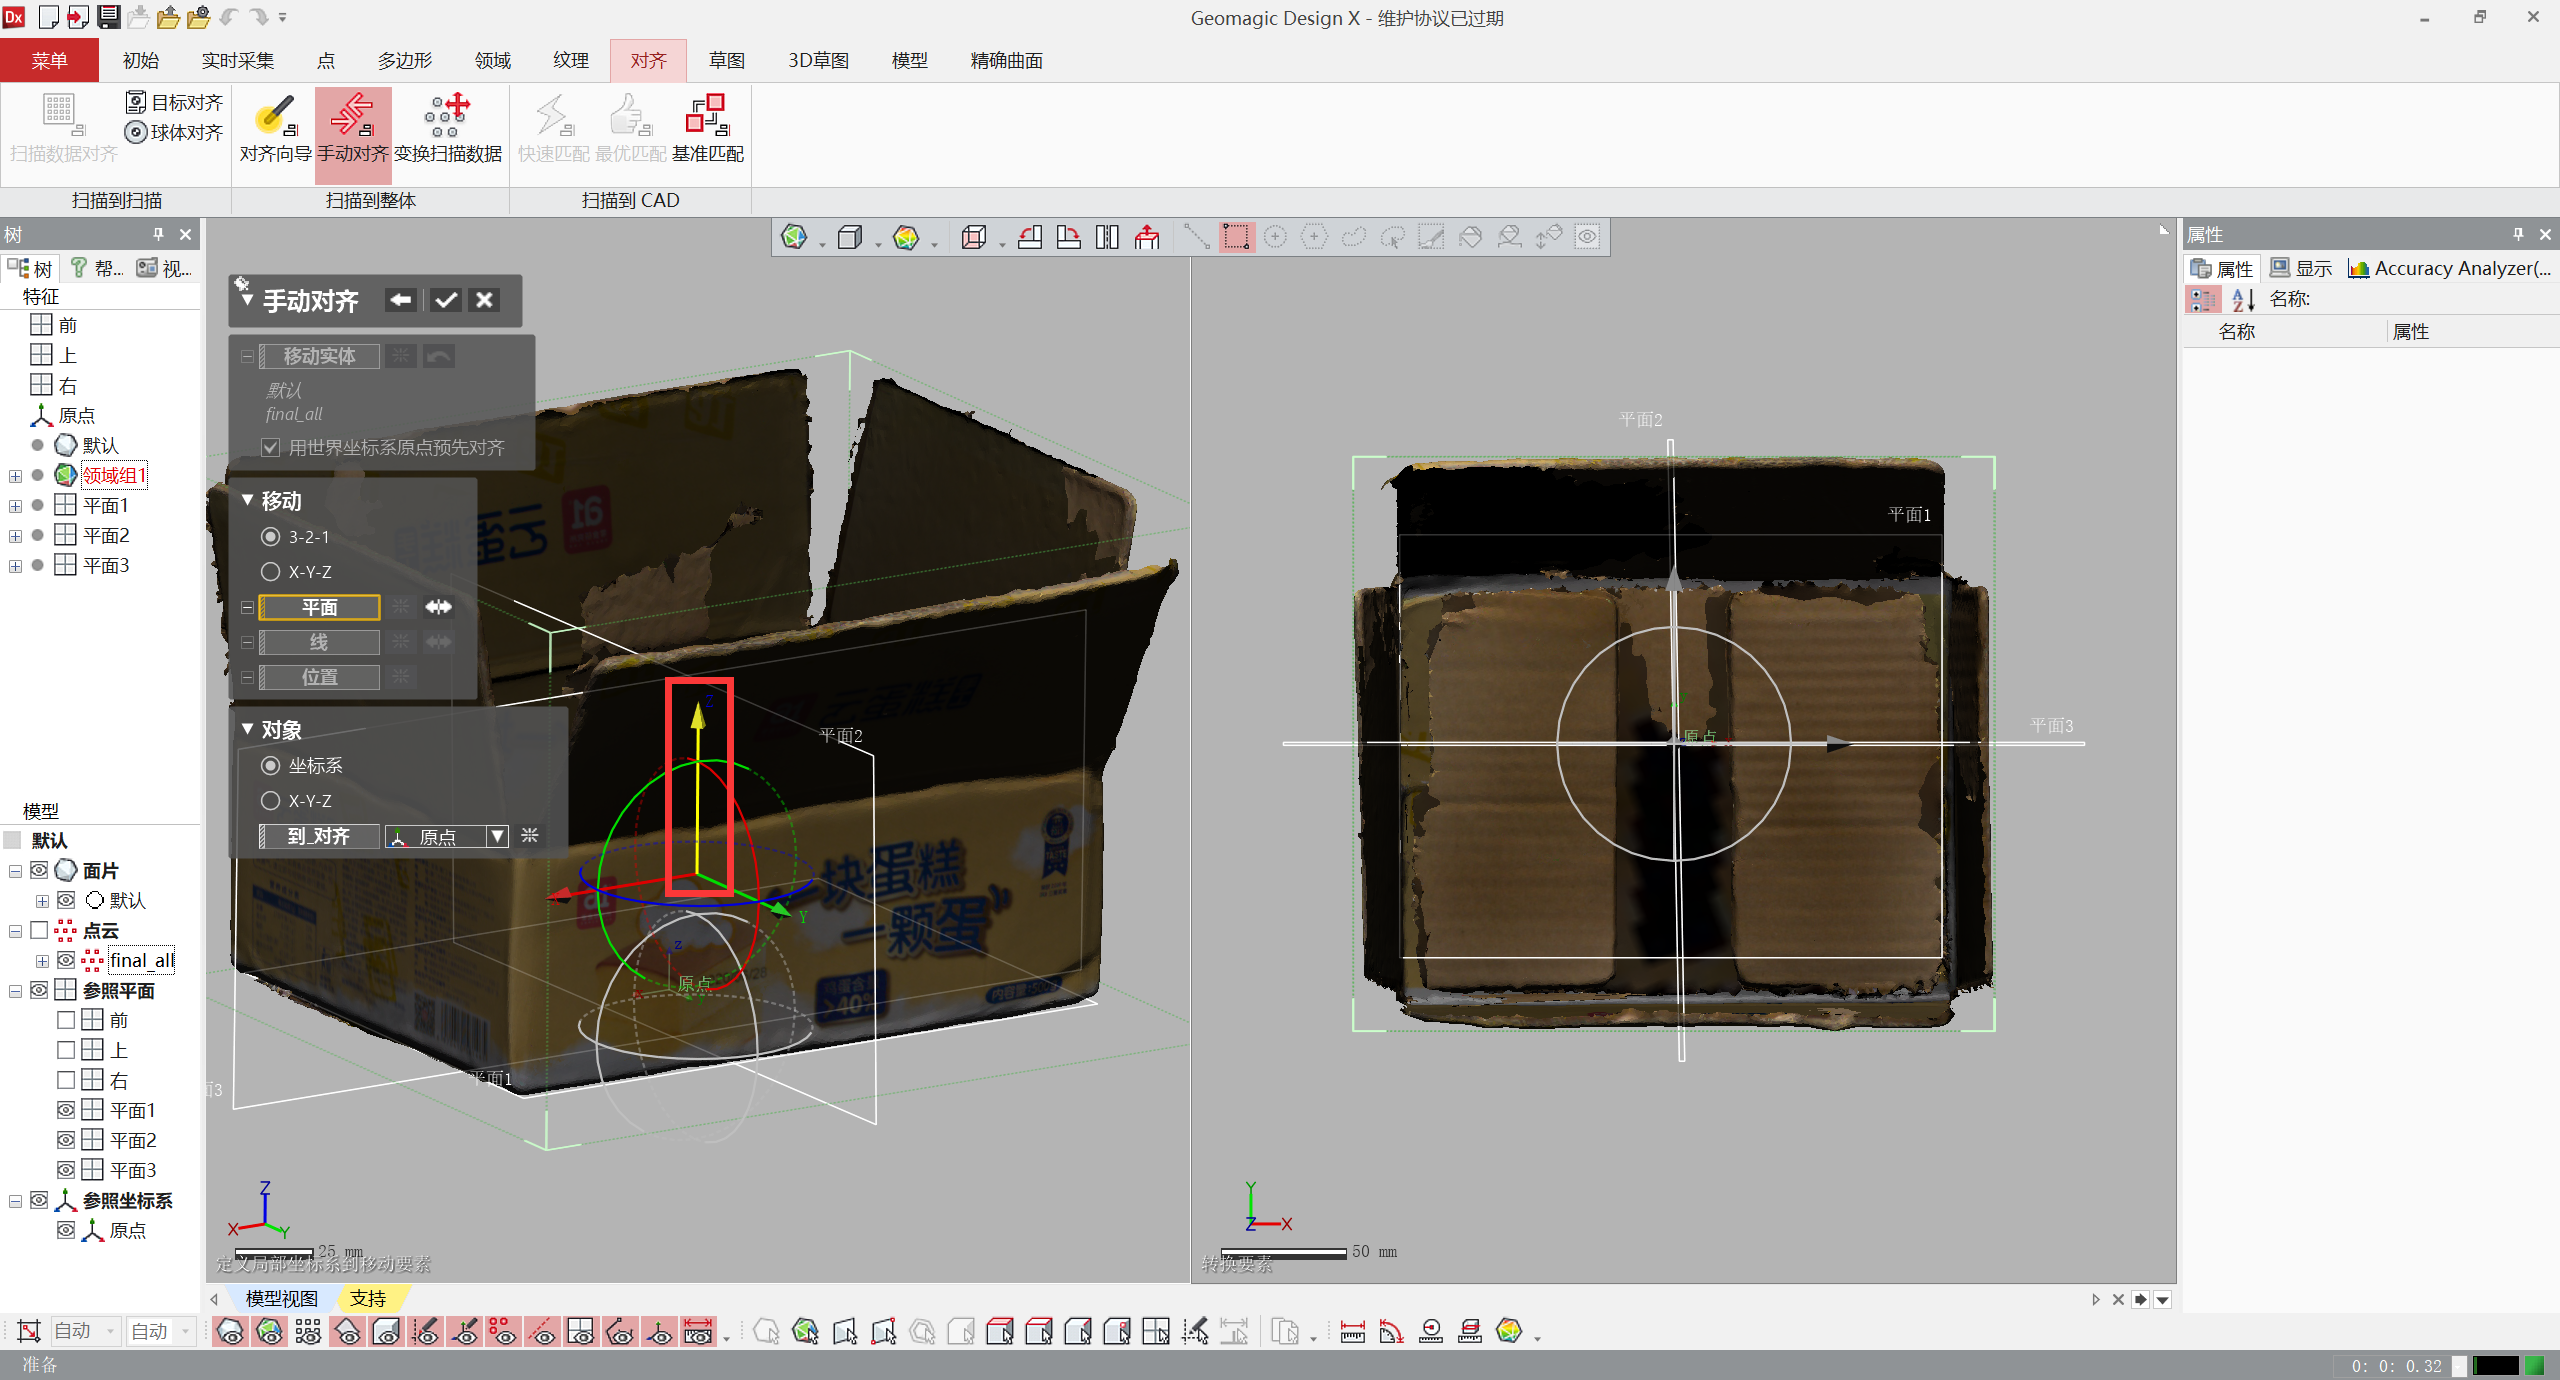 Dx
Geomagic Design X - 维护协议已过期
菜单 初始 实时采集 点 多边形 领域 纹理 对齐 草图 3D草图 模型 精确曲面
目标对齐
球体对齐
扫描数据对齐 对齐向导 手动对齐 变换扫描数据 快速匹配 最优匹配 基准匹配
扫描到扫描 扫描到整体 扫描到 CAD
树
树 帮... 视...
特征
前
上
右
原点
默认
领域组1
平面1
平面2
平面3
模型
默认
面片
默认
点云
final_all
参照平面
前
上
右
平面1
平面2
平面3
参照坐标系
原点
手动对齐
移动实体
默认
final_all
用世界坐标系原点预先对齐
移动
3-2-1
X-Y-Z
平面
线
位置
对象
坐标系
X-Y-Z
到_对齐 原点
Z
平面2
Y
z
原点
平面1
面3
一块蛋糕
一颗蛋
>40%
Z
X
Y
25 mm
定义局部坐标系到移动要素
平面2
平面1
平面3
原点
Y
Z
X
50 mm
转换要素
属性
属性 显示 Accuracy Analyzer(...
名称:
名称 属性
模型视图 支持
自动 自动
准备
0: 0: 0.32